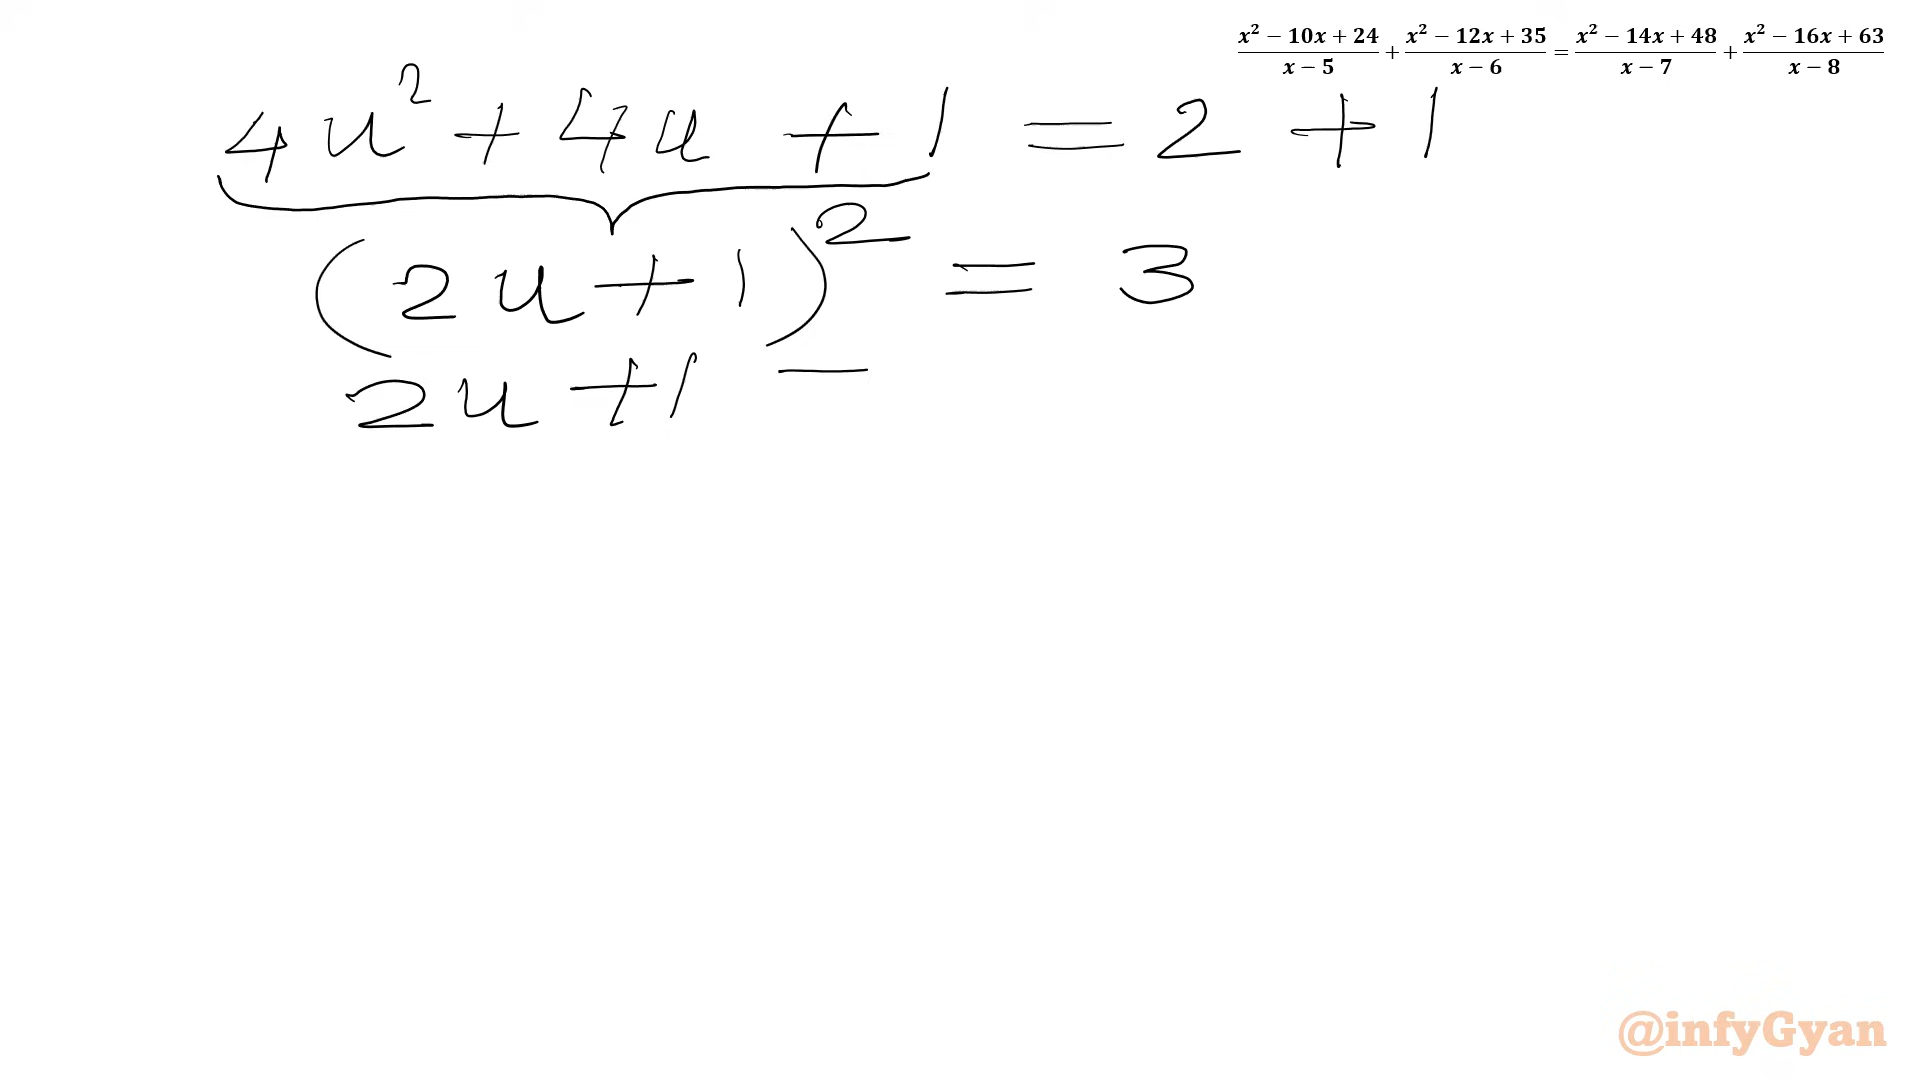 (x² − 10x + 24)/(x − 5) + (x² − 12x + 35)/(x − 6) = (x² − 14x + 48)/(x − 7) + (x² − 16x + 63)/(x − 8)
4u² + 4u + 1 = 2 + 1
(2u + 1)² = 3
2u + 1 −
@infyGyan